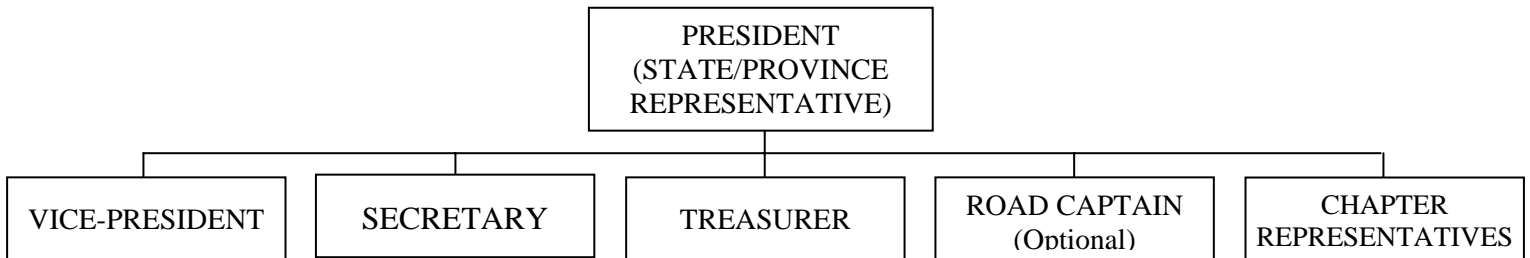 PRESIDENT
(STATE/PROVINCE
REPRESENTATIVE)
VICE-PRESIDENT
SECRETARY
TREASURER
ROAD CAPTAIN
(Optional)
CHAPTER
REPRESENTATIVES